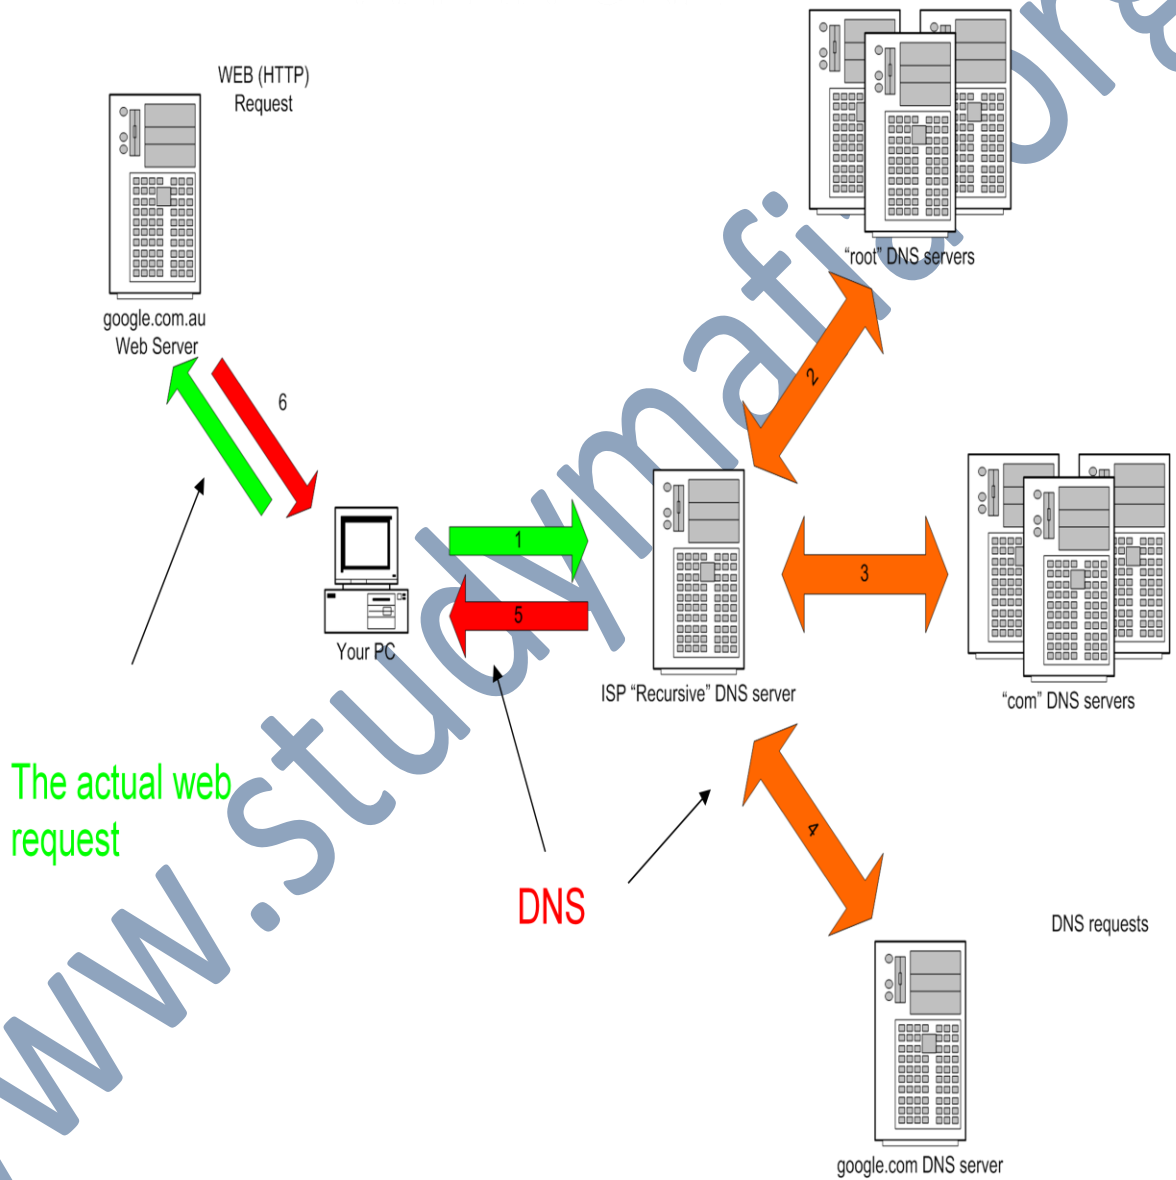 WEB (HTTP)
Request
google.com.au
Web Server
6
"root" DNS servers
2
1
5
Your PC
ISP "Recursive" DNS server
3
"com" DNS servers
4
The actual web
request
DNS
DNS requests
google.com DNS server
www.studymafia.org